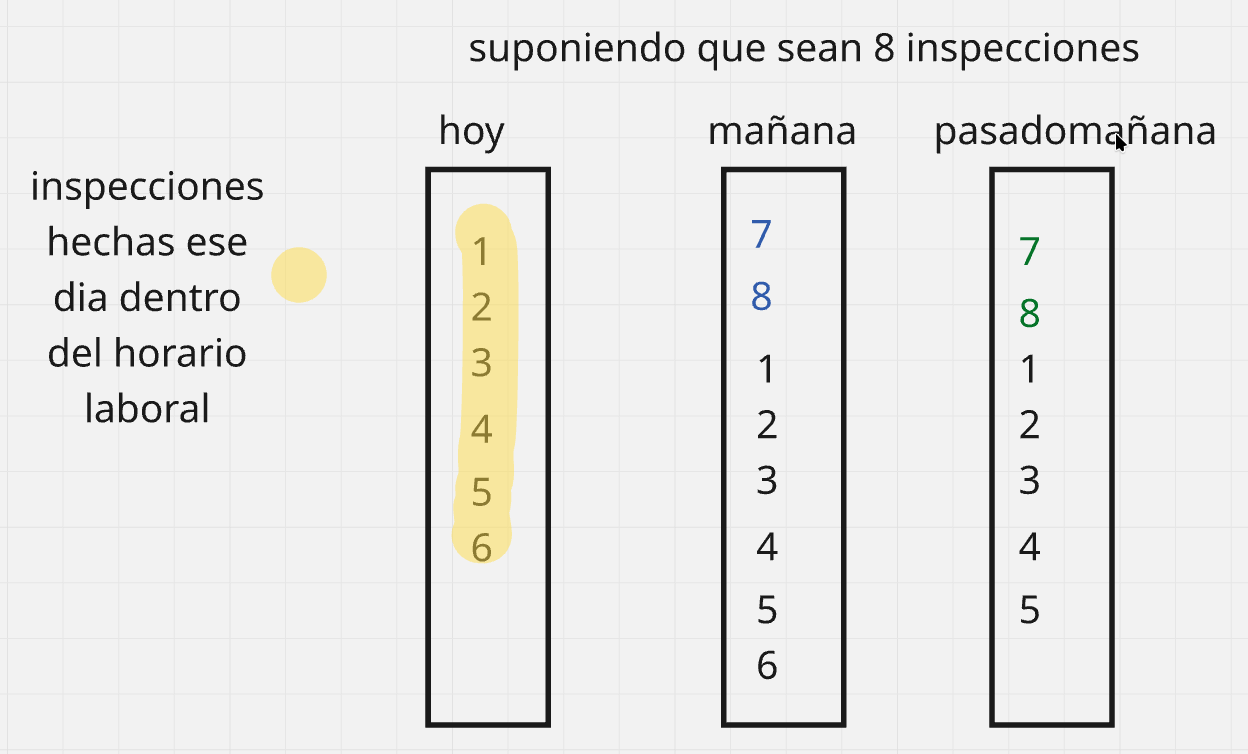 suponiendo que sean 8 inspecciones
inspecciones
hechas ese
dia dentro
del horario
laboral
hoy
1
2
3
4
5
6
mañana
7
8
1
2
3
4
5
6
pasadomañana
7
8
1
2
3
4
5